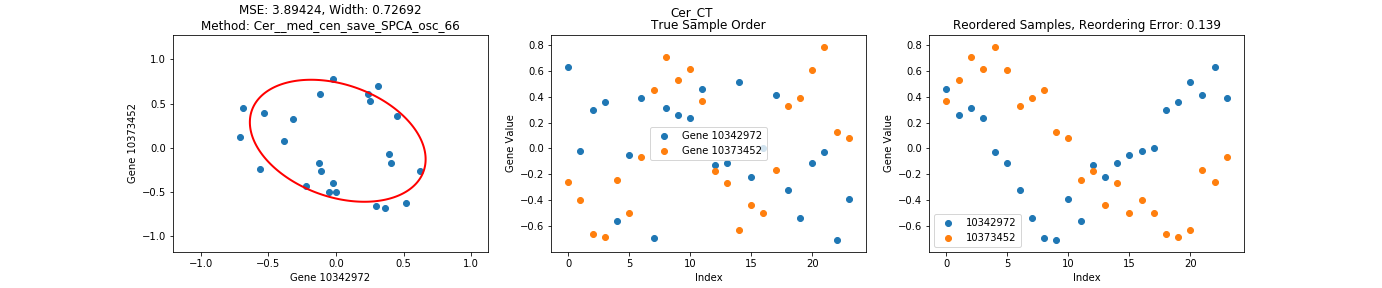 Cer_CT
MSE: 3.89424, Width: 0.72692
Method: Cer__med_cen_save_SPCA_osc_66
1.0
0.5
0.0
−0.5
−1.0
−1.0
−0.5
0.0
0.5
1.0
Gene 10373452
Gene 10342972
True Sample Order
0.8
0.6
0.4
0.2
0.0
−0.2
−0.4
−0.6
0
5
10
15
20
Gene Value
Index
Gene 10342972
Gene 10373452
Reordered Samples, Reordering Error: 0.139
0.8
0.6
0.4
0.2
0.0
−0.2
−0.4
−0.6
0
5
10
15
20
Gene Value
Index
10342972
10373452